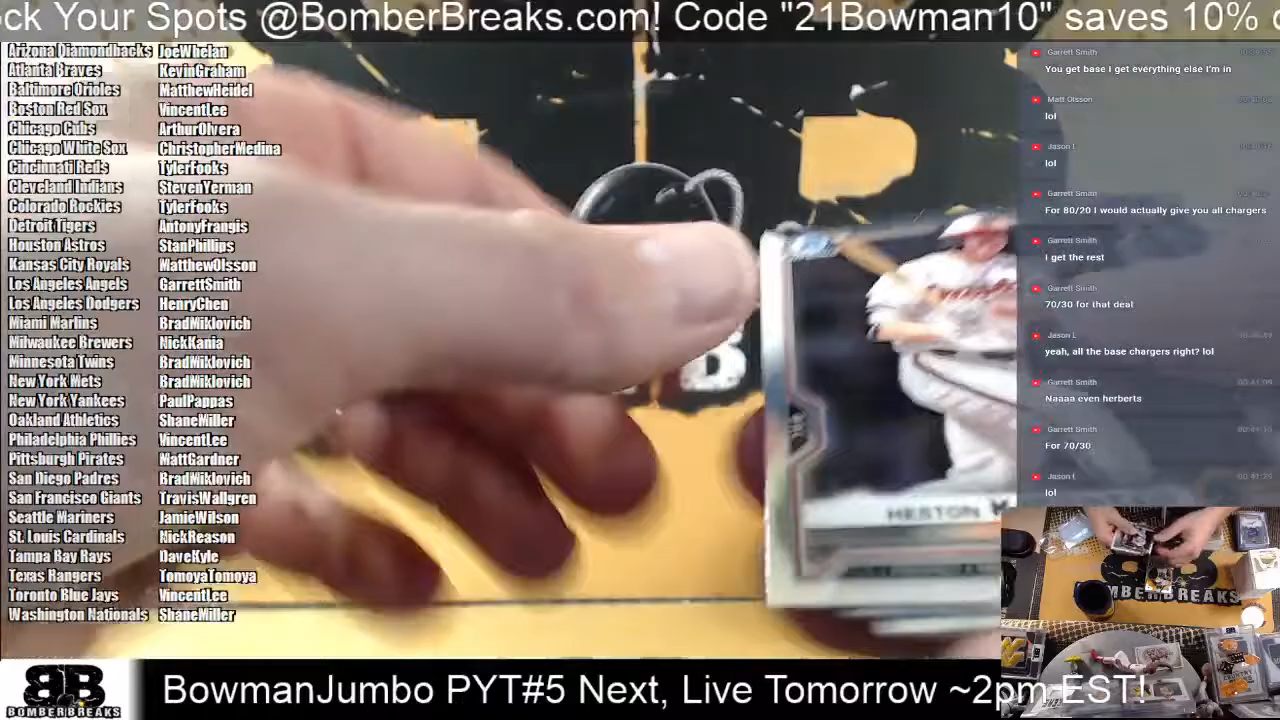 ock Your Spots @BomberBreaks.com! Code "21Bowman10" saves 10% o
Arizona Diamondbacks JoeWhelan
Atlanta Braves KevinGraham
Baltimore Orioles MatthewHeidel
Boston Red Sox VincentLee
Chicago Cubs ArthurOlvera
Chicago White Sox ChristopherMedina
Cincinnati Reds TylerFooks
Cleveland Indians StevenYerman
Colorado Rockies TylerFooks
Detroit Tigers AntonyFrangis
Houston Astros StanPhillips
Kansas City Royals MatthewOlsson
Los Angeles Angels GarrettSmith
Los Angeles Dodgers HenryChen
Miami Marlins BradMiklovich
Milwaukee Brewers NickKania
Minnesota Twins BradMiklovich
New York Mets BradMiklovich
New York Yankees PaulPappas
Oakland Athletics ShaneMiller
Philadelphia Phillies VincentLee
Pittsburgh Pirates MattGardner
San Diego Padres BradMiklovich
San Francisco Giants TravisWallgren
Seattle Mariners JamieWilson
St. Louis Cardinals NickReason
Tampa Bay Rays DaveKyle
Texas Rangers TomoyaTomoya
Toronto Blue Jays VincentLee
Washington Nationals ShaneMiller
Garrett Smith
You get base I get everything else I'm in
Matt Olsson
lol
Jason L
lol
Garrett Smith
For 80/20 I would actually give you all chargers
Garrett Smith
I get the rest
Garrett Smith
70/30 for that deal
Jason L
yeah, all the base chargers right? lol
Garrett Smith 00:41:09
Naaaa even herberts
Garrett Smith
For 70/30
Jason L
lol
HESTON
B
MBERBREAKS
BB
BOMBERBREAKS
BowmanJumbo PYT#5 Next, Live Tomorrow ~2pm EST!